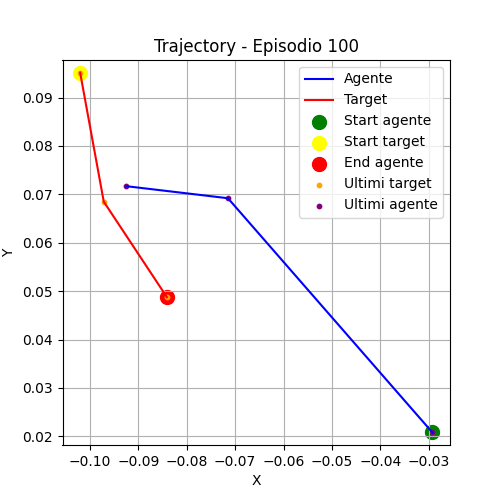 Trajectory - Episodio 100
Agente
Target
Start agente
Start target
End agente
Ultimi target
Ultimi agente
Y
0.09
0.08
0.07
0.06
0.05
0.04
0.03
0.02
−0.10 −0.09 −0.08 −0.07 −0.06 −0.05 −0.04 −0.03
X